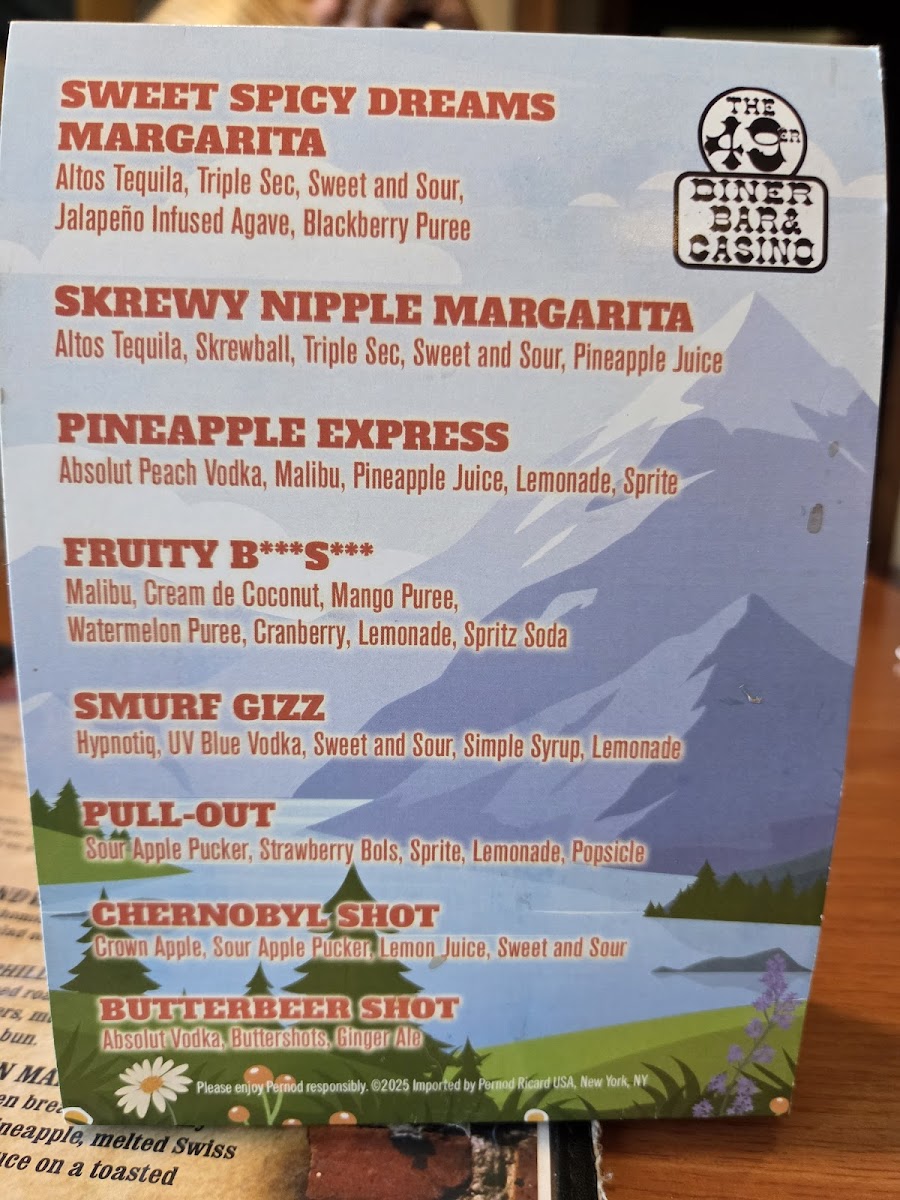 SWEET SPICY DREAMS
MARGARITA
Altos Tequila, Triple Sec, Sweet and Sour,
Jalapeño Infused Agave, Blackberry Puree
THE
49ER
DINER
BAR&
CASINO
SKREWY NIPPLE MARGARITA
Altos Tequila, Skrewball, Triple Sec, Sweet and Sour, Pineapple Juice
PINEAPPLE EXPRESS
Absolut Peach Vodka, Malibu, Pineapple Juice, Lemonade, Sprite
FRUITY B***S***
Malibu, Cream de Coconut, Mango Puree,
Watermelon Puree, Cranberry, Lemonade, Spritz Soda
SMURF GIZZ
Hypnotiq, UV Blue Vodka, Sweet and Sour, Simple Syrup, Lemonade
PULL-OUT
Sour Apple Pucker, Strawberry Bols, Sprite, Lemonade, Popsicle
CHERNOBYL SHOT
Crown Apple, Sour Apple Pucker, Lemon Juice, Sweet and Sour
BUTTERBEER SHOT
Absolut Vodka, Buttershots, Ginger Ale
Please enjoy Pernod responsibly. ©2025 Imported by Pernod Ricard USA, New York, NY
bun.
melted Swiss
on a toasted